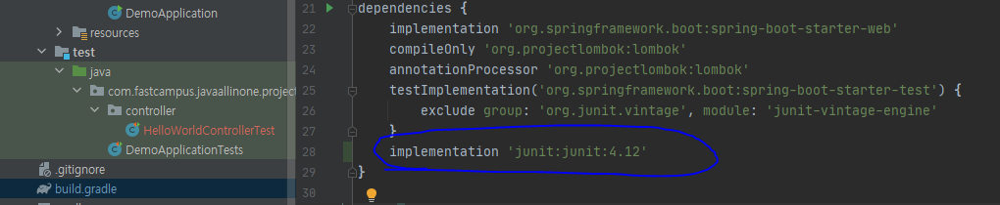 DemoApplication
resources
test
java
com.fastcampus.javaallinone.project
controller
HelloWorldControllerTest
DemoApplicationTests
.gitignore
build.gradle
21 dependencies {
22 implementation 'org.springframework.boot:spring-boot-starter-web'
23 compileOnly 'org.projectlombok:lombok'
24 annotationProcessor 'org.projectlombok:lombok'
25 testImplementation('org.springframework.boot:spring-boot-starter-test') {
26 exclude group: 'org.junit.vintage', module: 'junit-vintage-engine'
27 }
28 implementation 'junit:junit:4.12'
29 }
30